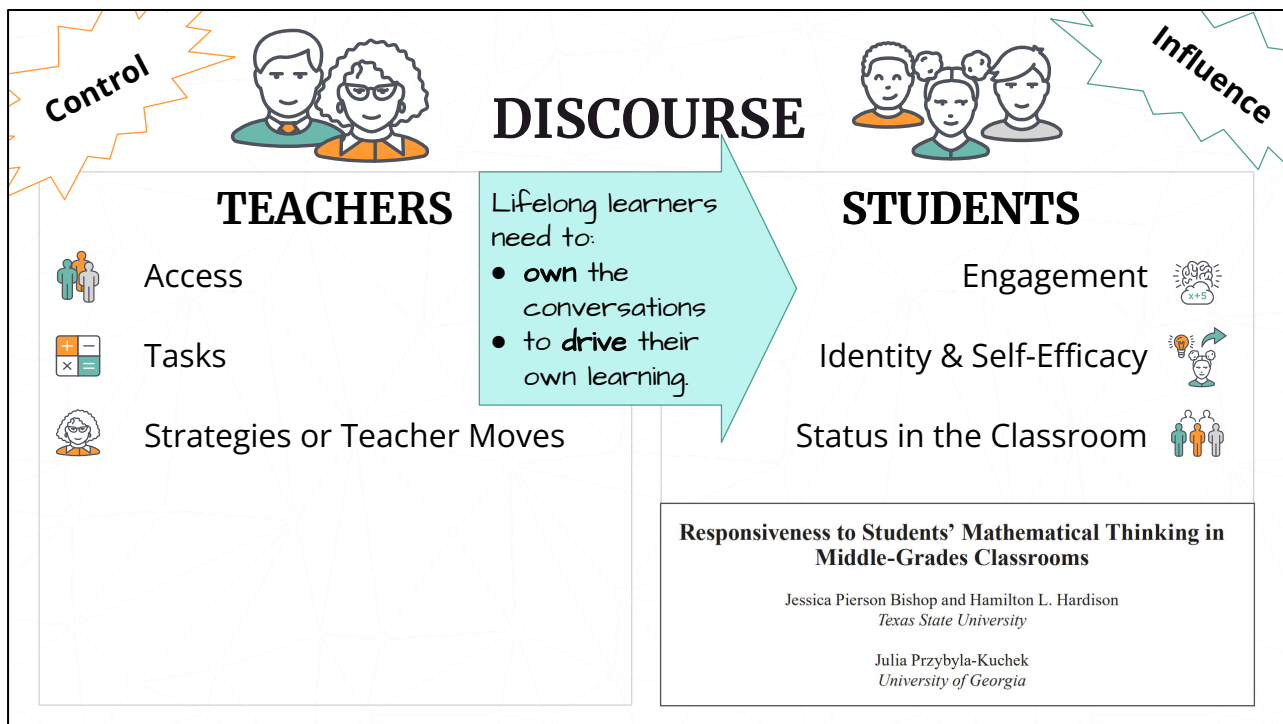 Control
Influence
DISCOURSE
TEACHERS
Access
Tasks
Strategies or Teacher Moves
Lifelong learners
need to:
● own the
conversations
● to drive their
own learning.
STUDENTS
Engagement
x+5
Identity & Self-Efficacy
Status in the Classroom
+ −
× =
Responsiveness to Students' Mathematical Thinking in
Middle-Grades Classrooms
Jessica Pierson Bishop and Hamilton L. Hardison
Texas State University
Julia Przybyla-Kuchek
University of Georgia